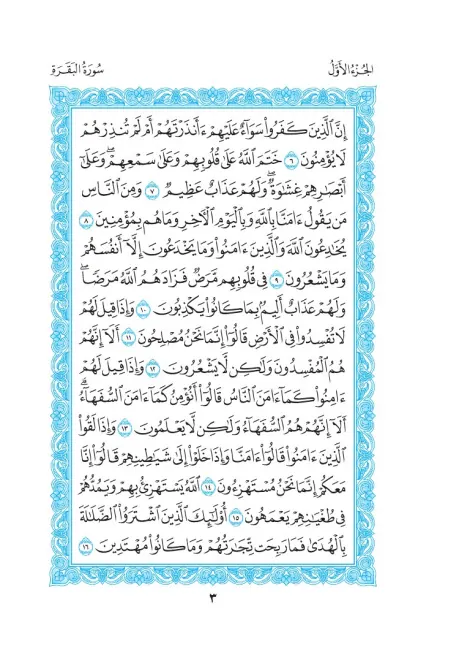 الجُزْءُ الأَوَّلُ
سُورَةُ البَقَرَةِ
إِنَّ ٱلَّذِينَ كَفَرُواْ سَوَآءٌ عَلَيْهِمْ ءَأَنذَرْتَهُمْ أَمْ لَمْ تُنذِرْهُمْ
لَا يُؤْمِنُونَ ٦ خَتَمَ ٱللَّهُ عَلَىٰ قُلُوبِهِمْ وَعَلَىٰ سَمْعِهِمْۖ وَعَلَىٰٓ
أَبْصَٰرِهِمْ غِشَٰوَةٌۖ وَلَهُمْ عَذَابٌ عَظِيمٌ ٧ وَمِنَ ٱلنَّاسِ
مَن يَقُولُ ءَامَنَّا بِٱللَّهِ وَبِٱلْيَوْمِ ٱلْأٓخِرِ وَمَا هُم بِمُؤْمِنِينَ ٨
يُخَٰدِعُونَ ٱللَّهَ وَٱلَّذِينَ ءَامَنُواْ وَمَا يَخْدَعُونَ إِلَّآ أَنفُسَهُمْ
وَمَا يَشْعُرُونَ ٩ فِي قُلُوبِهِم مَّرَضٌ فَزَادَهُمُ ٱللَّهُ مَرَضًاۖ
وَلَهُمْ عَذَابٌ أَلِيمُۢ بِمَا كَانُواْ يَكْذِبُونَ ١٠ وَإِذَا قِيلَ لَهُمْ
لَا تُفْسِدُواْ فِي ٱلْأَرْضِ قَالُوٓاْ إِنَّمَا نَحْنُ مُصْلِحُونَ ١١ أَلَآ إِنَّهُمْ
هُمُ ٱلْمُفْسِدُونَ وَلَٰكِن لَّا يَشْعُرُونَ ١٢ وَإِذَا قِيلَ لَهُمْ
ءَامِنُواْ كَمَآ ءَامَنَ ٱلنَّاسُ قَالُوٓاْ أَنُؤْمِنُ كَمَآ ءَامَنَ ٱلسُّفَهَآءُۗ
أَلَآ إِنَّهُمْ هُمُ ٱلسُّفَهَآءُ وَلَٰكِن لَّا يَعْلَمُونَ ١٣ وَإِذَا لَقُواْ
ٱلَّذِينَ ءَامَنُواْ قَالُوٓاْ ءَامَنَّا وَإِذَا خَلَوْاْ إِلَىٰ شَيَٰطِينِهِمْ قَالُوٓاْ إِنَّا
مَعَكُمْ إِنَّمَا نَحْنُ مُسْتَهْزِءُونَ ١٤ ٱللَّهُ يَسْتَهْزِئُ بِهِمْ وَيَمُدُّهُمْ
فِي طُغْيَٰنِهِمْ يَعْمَهُونَ ١٥ أُوْلَٰٓئِكَ ٱلَّذِينَ ٱشْتَرَوُاْ ٱلضَّلَٰلَةَ
بِٱلْهُدَىٰ فَمَا رَبِحَت تِّجَٰرَتُهُمْ وَمَا كَانُواْ مُهْتَدِينَ ١٦
٣